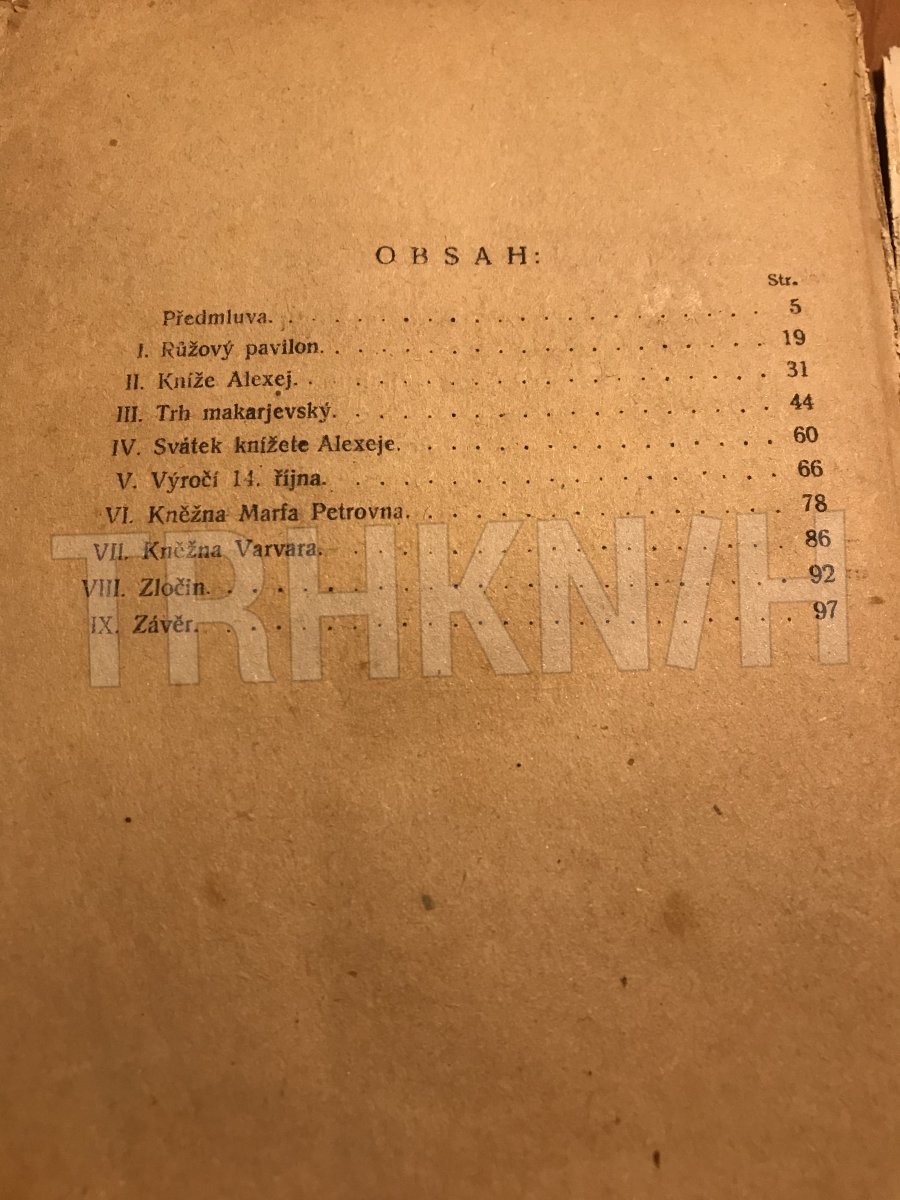 OBSAH:
Str.
Předmluva. . . . . . . . . . . . . 5
I. Růžový pavilon. . . . . . . . . . . . 19
II. Kníže Alexej. . . . . . . . . . . . 31
III. Trh makarjevský. . . . . . . . . . . . 44
IV. Svátek knížete Alexeje. . . . . . . . . . 60
V. Výročí 14. října. . . . . . . . . . . . 66
VI. Kněžna Marfa Petrovna. . . . . . . . . . 78
VII. Kněžna Varvara. . . . . . . . . . . . 86
VIII. Zločin. . . . . . . . . . . . . . . 92
IX. Závěr. . . . . . . . . . . . . . . 97
TRHKNIH